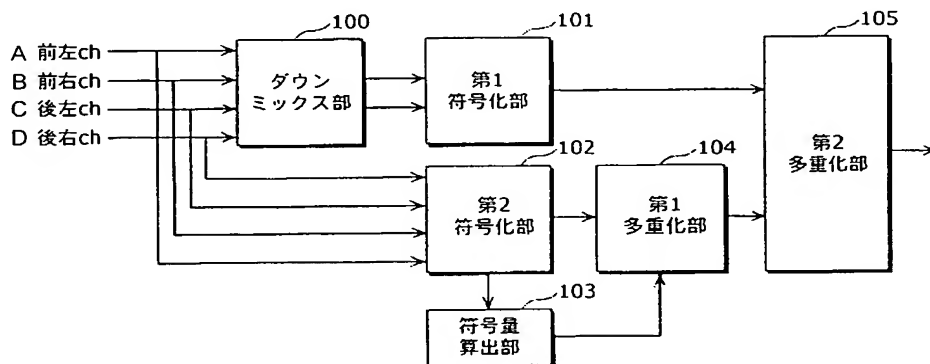 100
101
105
A 前左ch
B 前右ch
C 後左ch
D 後右ch
ダウン
ミックス部
第1
符号化部
102
104
第2
符号化部
第1
多重化部
第2
多重化部
103
符号量
算出部